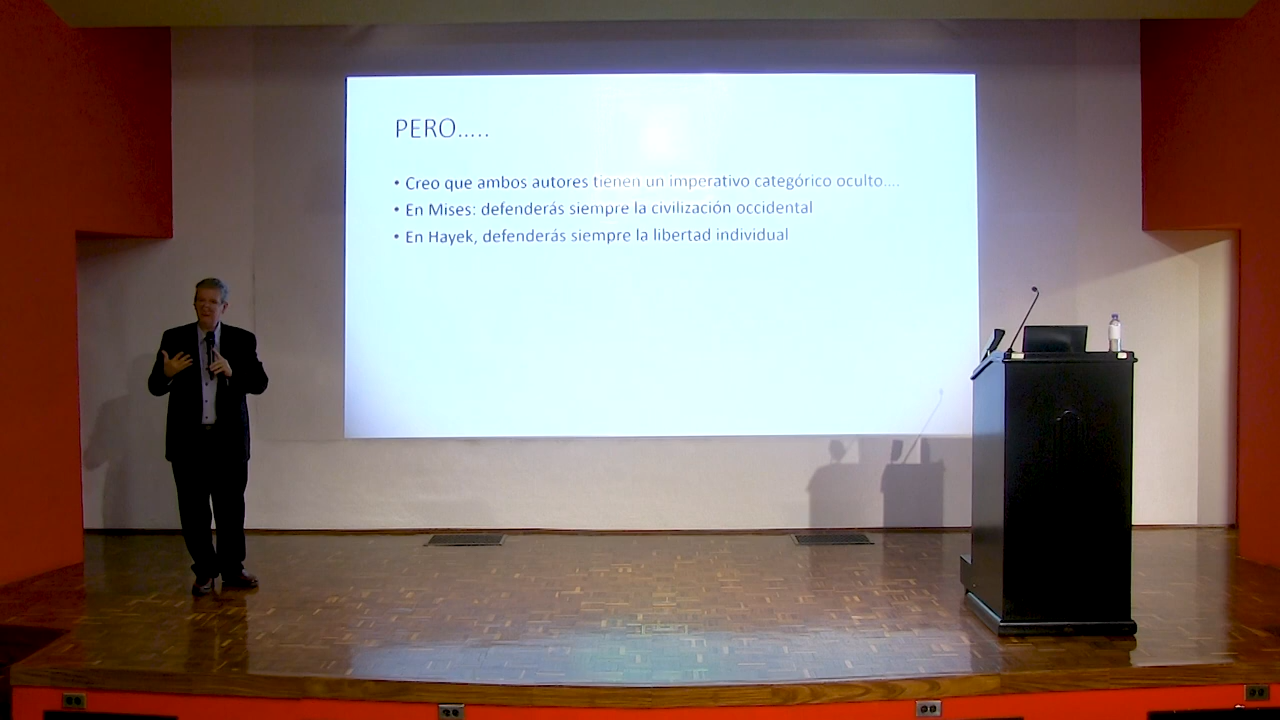 PERO…..
• Creo que ambos autores tienen un imperativo categórico oculto….
• En Mises: defenderás siempre la civilización occidental
• En Hayek, defenderás siempre la libertad individual